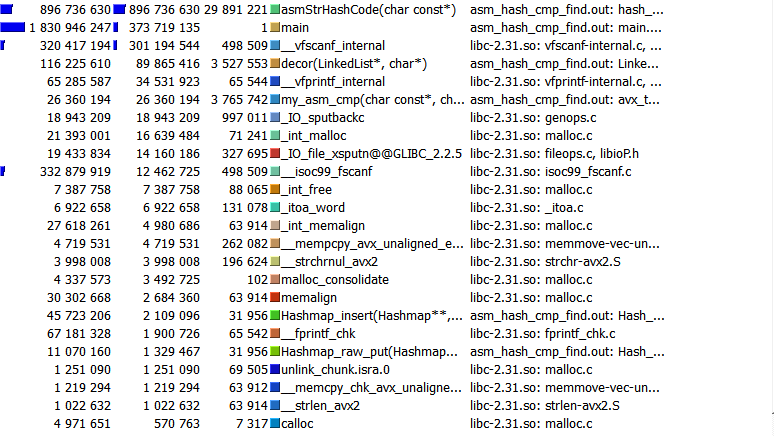 896 736 630 896 736 630 29 891 221 asmStrHashCode(char const*) asm_hash_cmp_find.out: hash_...
1 830 946 247 373 719 135 1 main asm_hash_cmp_find.out: main....
320 417 194 301 194 544 498 509 __vfscanf_internal libc-2.31.so: vfscanf-internal.c, ...
116 225 610 89 865 416 3 527 553 decor(LinkedList*, char*) asm_hash_cmp_find.out: Linke...
65 285 587 34 531 923 65 544 __vfprintf_internal libc-2.31.so: vfprintf-internal.c, ...
26 360 194 26 360 194 3 765 742 my_asm_cmp(char const*, ch... asm_hash_cmp_find.out: avx_t...
18 943 209 18 943 209 997 011 _IO_sputbackc libc-2.31.so: genops.c
21 393 001 16 639 484 71 241 _int_malloc libc-2.31.so: malloc.c
19 433 834 14 160 186 327 695 _IO_file_xsputn@@GLIBC_2.2.5 libc-2.31.so: fileops.c, libioP.h
332 879 919 12 462 725 498 509 __isoc99_fscanf libc-2.31.so: isoc99_fscanf.c
7 387 758 7 387 758 88 065 _int_free libc-2.31.so: malloc.c
6 922 658 6 922 658 131 078 _itoa_word libc-2.31.so: _itoa.c
27 618 261 4 980 686 63 914 _int_memalign libc-2.31.so: malloc.c
4 719 531 4 719 531 262 082 __mempcpy_avx_unaligned_e... libc-2.31.so: memmove-vec-un...
3 998 008 3 998 008 196 624 __strchrnul_avx2 libc-2.31.so: strchr-avx2.S
4 337 573 3 492 725 102 malloc_consolidate libc-2.31.so: malloc.c
30 302 668 2 684 360 63 914 memalign libc-2.31.so: malloc.c
45 723 206 2 109 096 31 956 Hashmap_insert(Hashmap**,... asm_hash_cmp_find.out: Hash_...
67 181 328 1 900 726 65 542 __fprintf_chk libc-2.31.so: fprintf_chk.c
11 070 160 1 329 467 31 956 Hashmap_raw_put(Hashmap... asm_hash_cmp_find.out: Hash_...
1 251 090 1 251 090 69 505 unlink_chunk.isra.0 libc-2.31.so: malloc.c
1 219 294 1 219 294 63 912 __memcpy_chk_avx_unaligne... libc-2.31.so: memmove-vec-un...
1 022 632 1 022 632 63 914 __strlen_avx2 libc-2.31.so: strlen-avx2.S
4 971 651 570 763 7 317 calloc libc-2.31.so: malloc.c